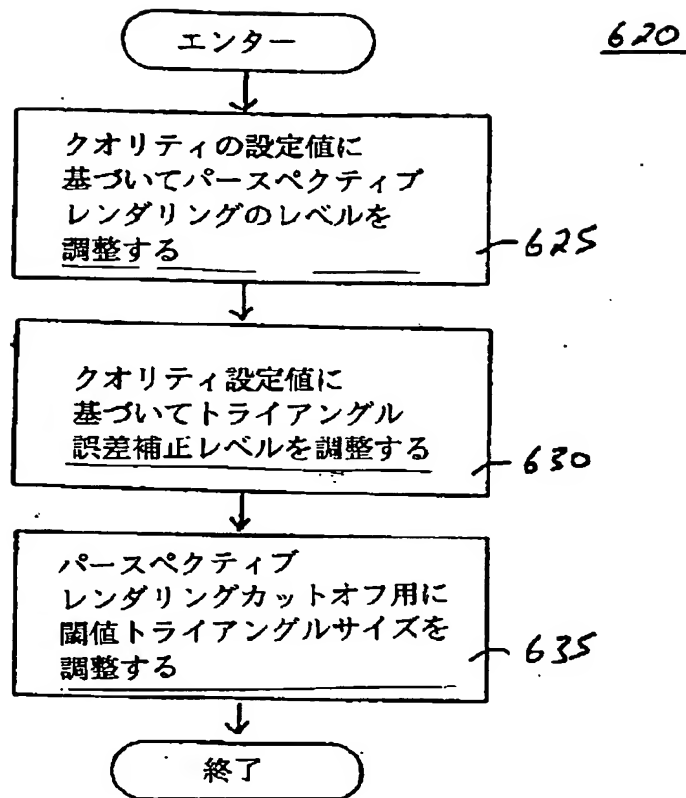 エンター
620
クオリティの設定値に
基づいてパースペクティブ
レンダリングのレベルを
調整する
625
クオリティ設定値に
基づいてトライアングル
誤差補正レベルを調整する
630
パースペクティブ
レンダリングカットオフ用に
閾値トライアングルサイズを
調整する
635
終了